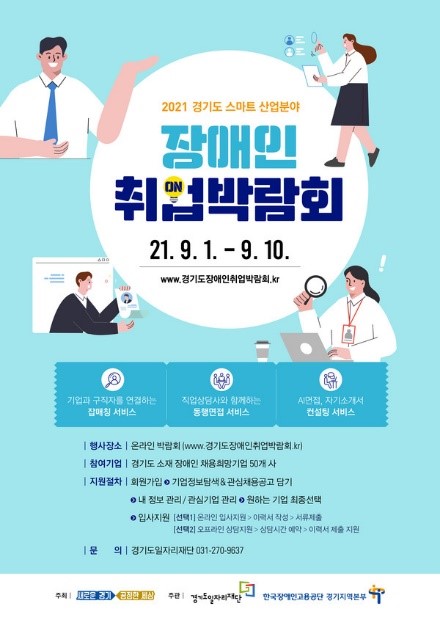 2021 경기도 스마트 산업분야
장애인
ON
취업박람회
21. 9. 1. – 9. 10.
www.경기도장애인취업박람회.kr
기업과 구직자를 연결하는
잡매칭 서비스
직업상담사와 함께하는
동행면접 서비스
AI면접, 자기소개서
컨설팅 서비스
| 행사장소 | 온라인 박람회 (www.경기도장애인취업박람회.kr)
| 참여기업 | 경기도 소재 장애인 채용희망기업 50개 사
| 지원절차 | 회원가입 > 기업정보탐색 & 관심채용공고 담기
> 내 정보 관리 / 관심기업 관리 > 원하는 기업 최종선택
> 입사지원 [선택1] 온라인 입사지원 > 이력서 작성 > 서류제출
[선택2] 오프라인 상담지원 > 상담시간 예약 > 이력서 제출 지원
| 문 의 | 경기도일자리재단 031-270-9637
주최 | 새로운 경기 공정한 세상 주관 | 경기도일자리재단 한국장애인고용공단 경기지역본부